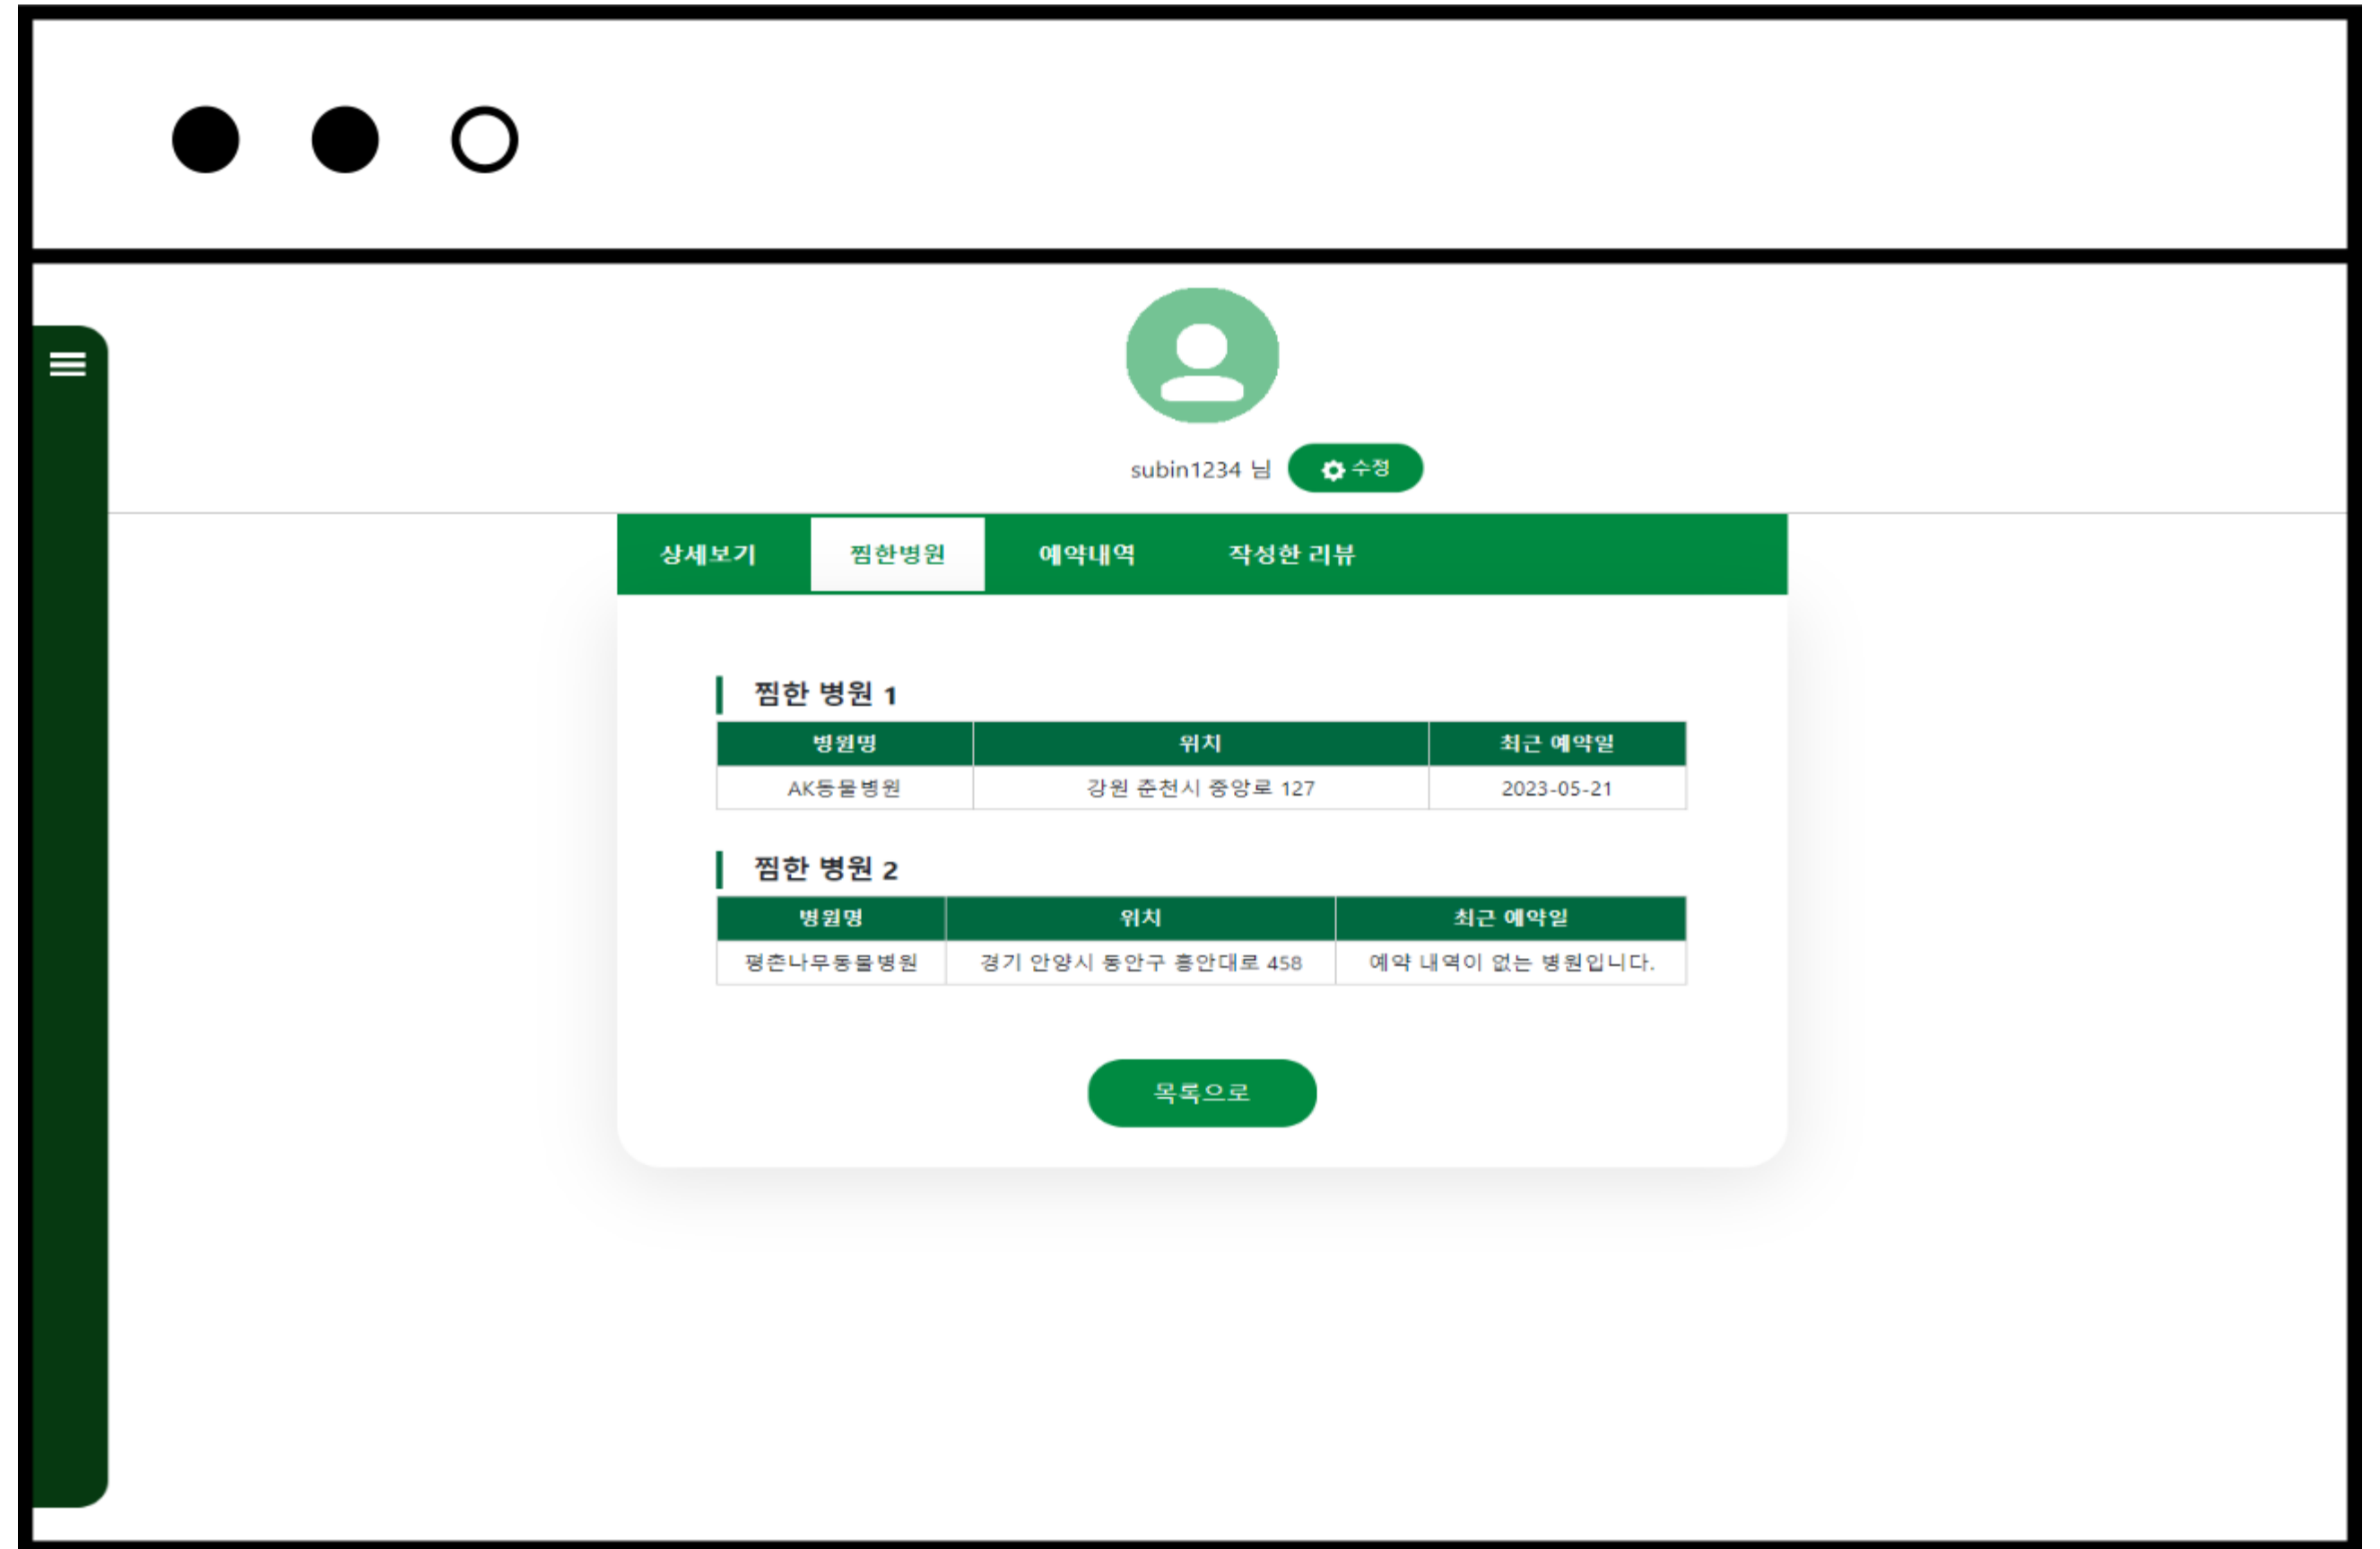 subin1234 님 수정
상세보기 찜한병원 예약내역 작성한 리뷰
찜한 병원 1
병원명 위치 최근 예약일
AK동물병원 강원 춘천시 중앙로 127 2023-05-21
찜한 병원 2
병원명 위치 최근 예약일
평촌나무동물병원 경기 안양시 동안구 흥안대로 458 예약 내역이 없는 병원입니다.
목록으로